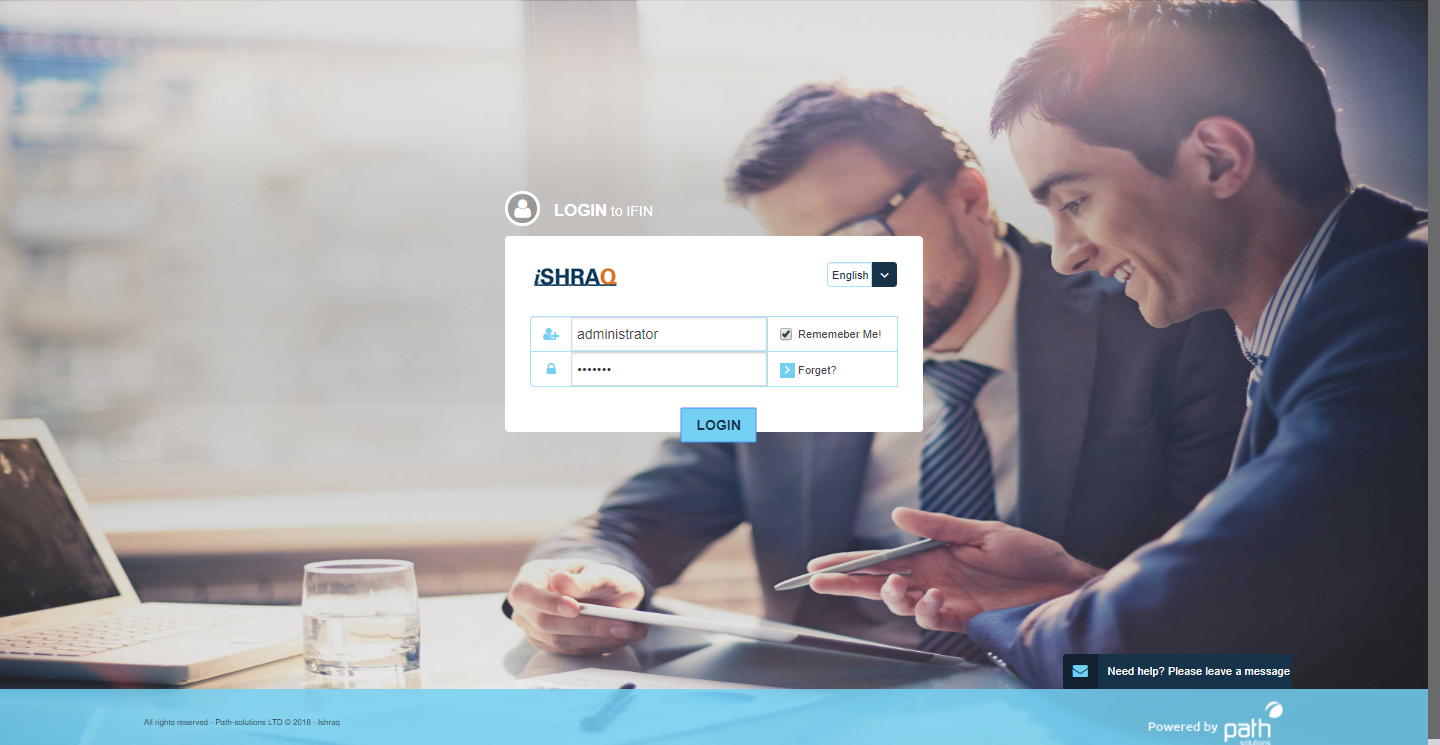 LOGIN to IFIN
iSHRAQ
English
administrator
Rememeber Me!
•••••••
Forget?
LOGIN
Need help? Please leave a message
All rights reserved - Path-solutions LTD © 2018 - Ishraq
Powered by path
solutions